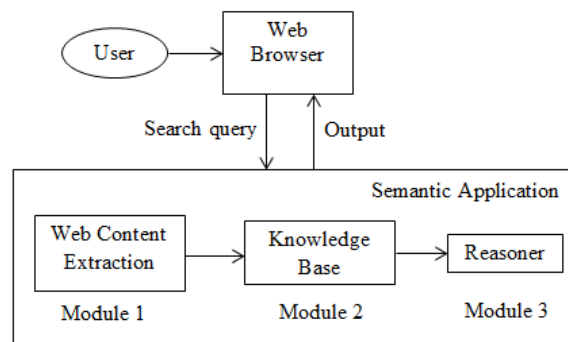 User
Web
Browser
Search query
Output
Semantic Application
Web Content
Extraction
Knowledge
Base
Reasoner
Module 1
Module 2
Module 3